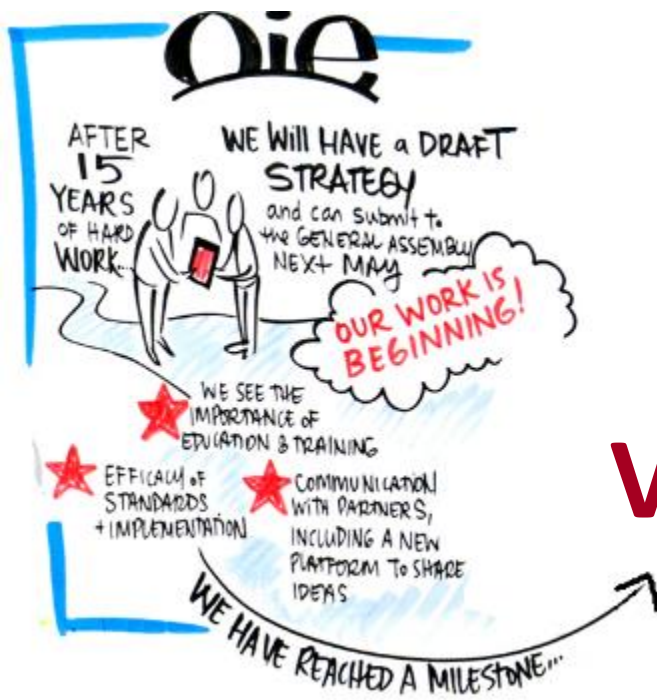 Oie
AFTER
15
YEARS
OF HARD
WORK...
WE WiLL HAVE a DRAFT
STRATEGY
and can submit to
the GENERAL ASSEMBLY
NEXt MAY
OUR WORK IS
BEGINNING!
WE SEE THE
IMPORTANCE OF
EDUCATION & TRAINING
EFFICACY OF
STANDARDS
+ IMPLEMENTATION
COMMUNICATION
WITH PARTNERS,
INCLUDING A NEW
PLATFORM TO SHARE
IDEAS
WE HAVE REACHED A MILESTONE...